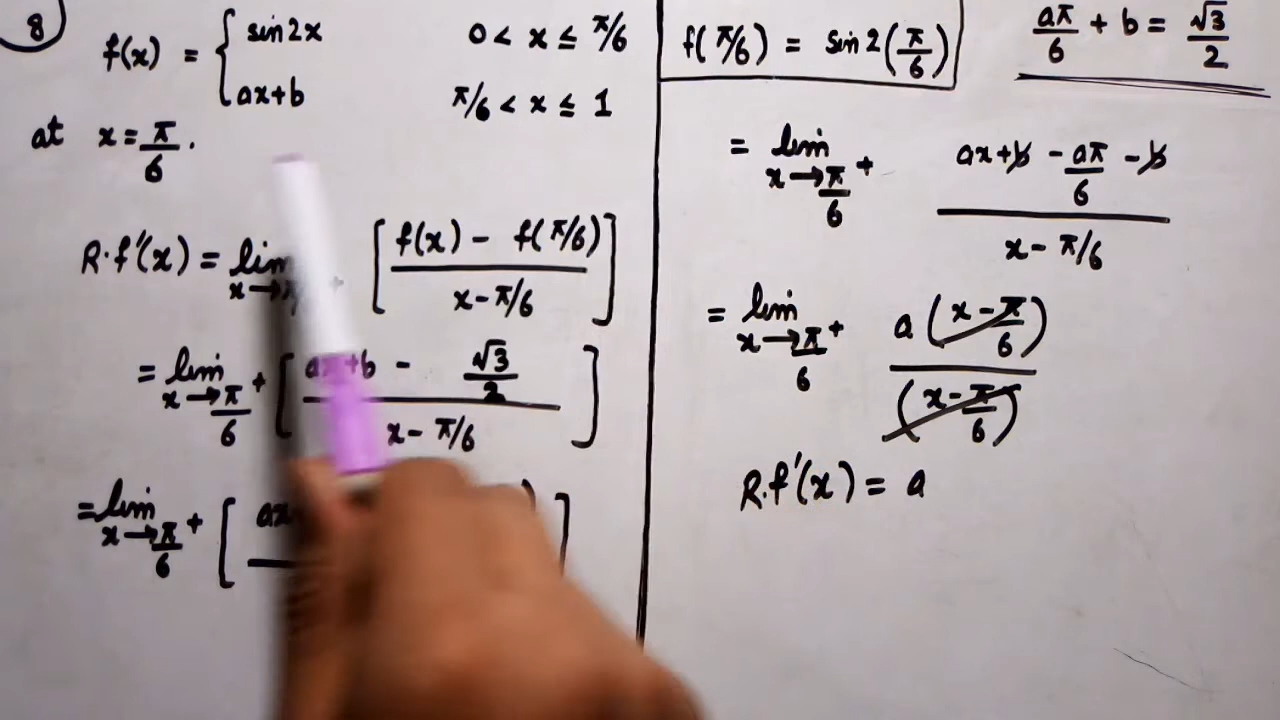 8
f(x) = { sin2x 0 < x ≤ π/6
ax+b π/6 < x ≤ 1
at x = π/6 .
R.f'(x) = lim x→ + [ f(x) - f(π/6) / x - π/6 ]
= lim x→π/6+ [ ax+b - √3/2 / x - π/6 ]
= lim x→π/6+ [ ]
f(π/6) = sin 2(π/6)
aπ/6 + b = √3/2
= lim x→π/6+ ax+b - aπ/6 - b / x - π/6
= lim x→π/6+ a(x - π/6) / (x - π/6)
R.f'(x) = a